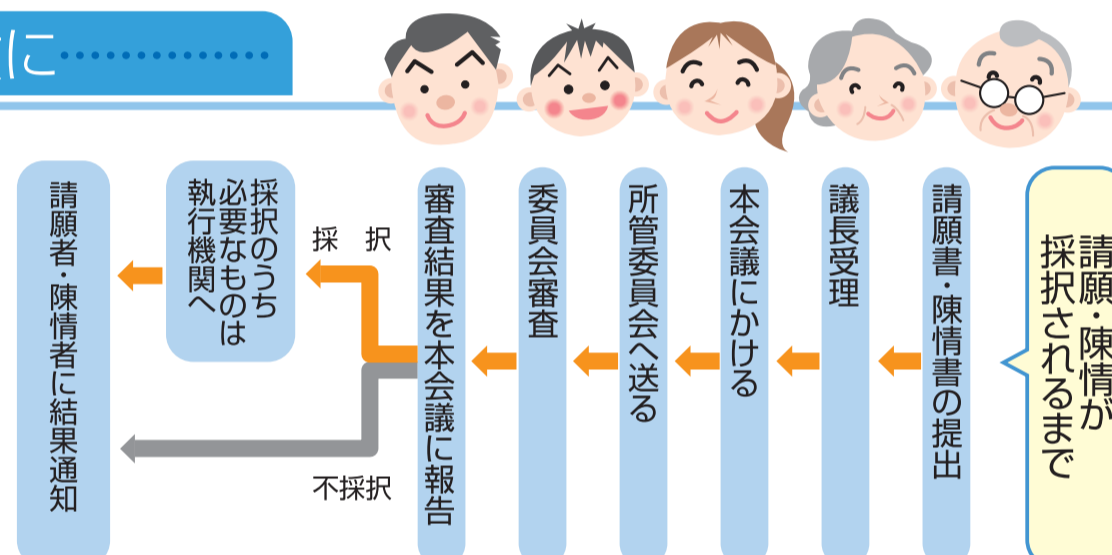 に……………
請願・陳情が
採択されるまで
請願書・陳情書の提出
議長受理
本会議にかける
所管委員会へ送る
委員会審査
審査結果を本会議に報告
採択
不採択
採択のうち
必要なものは
執行機関へ
請願者・陳情者に結果通知